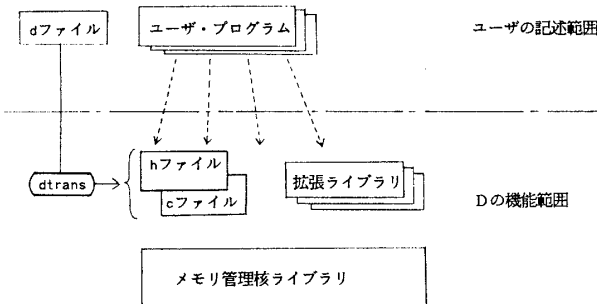 dファイル
ユーザ・プログラム
ユーザの記述範囲
hファイル
cファイル
dtrans
拡張ライブラリ
Dの機能範囲
メモリ管理核ライブラリ